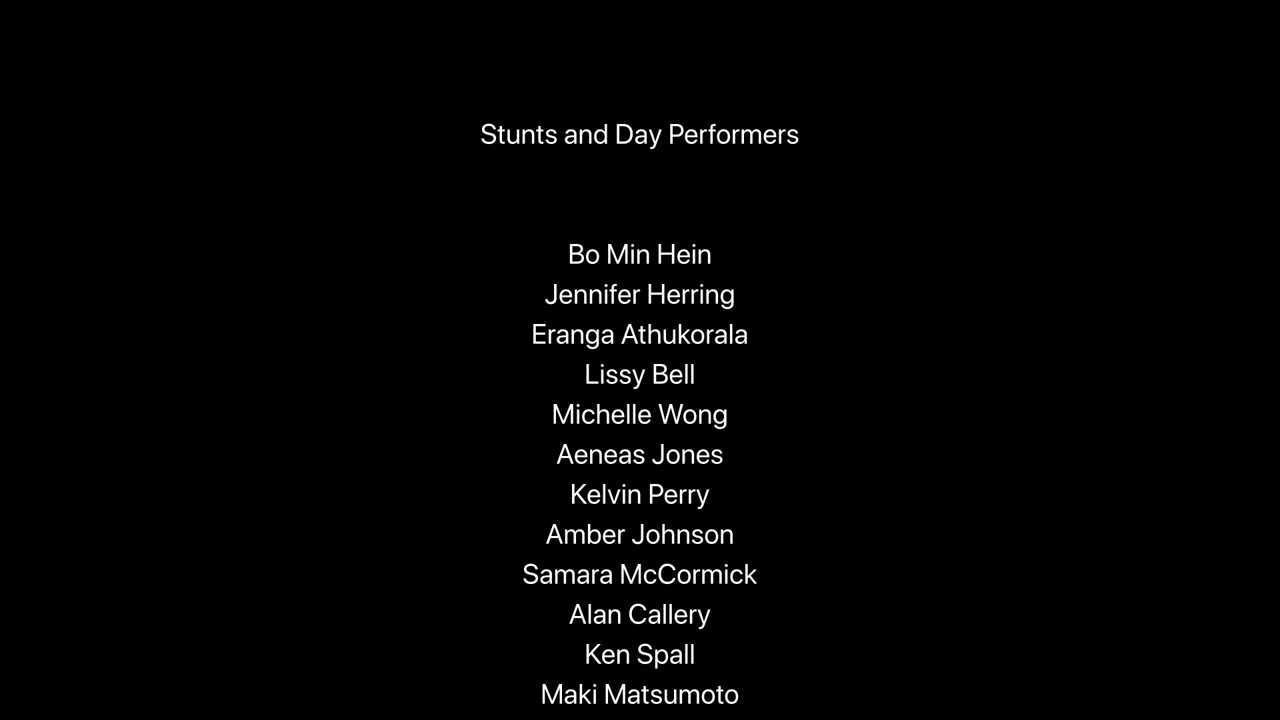 Stunts and Day Performers
Bo Min Hein
Jennifer Herring
Eranga Athukorala
Lissy Bell
Michelle Wong
Aeneas Jones
Kelvin Perry
Amber Johnson
Samara McCormick
Alan Callery
Ken Spall
Maki Matsumoto